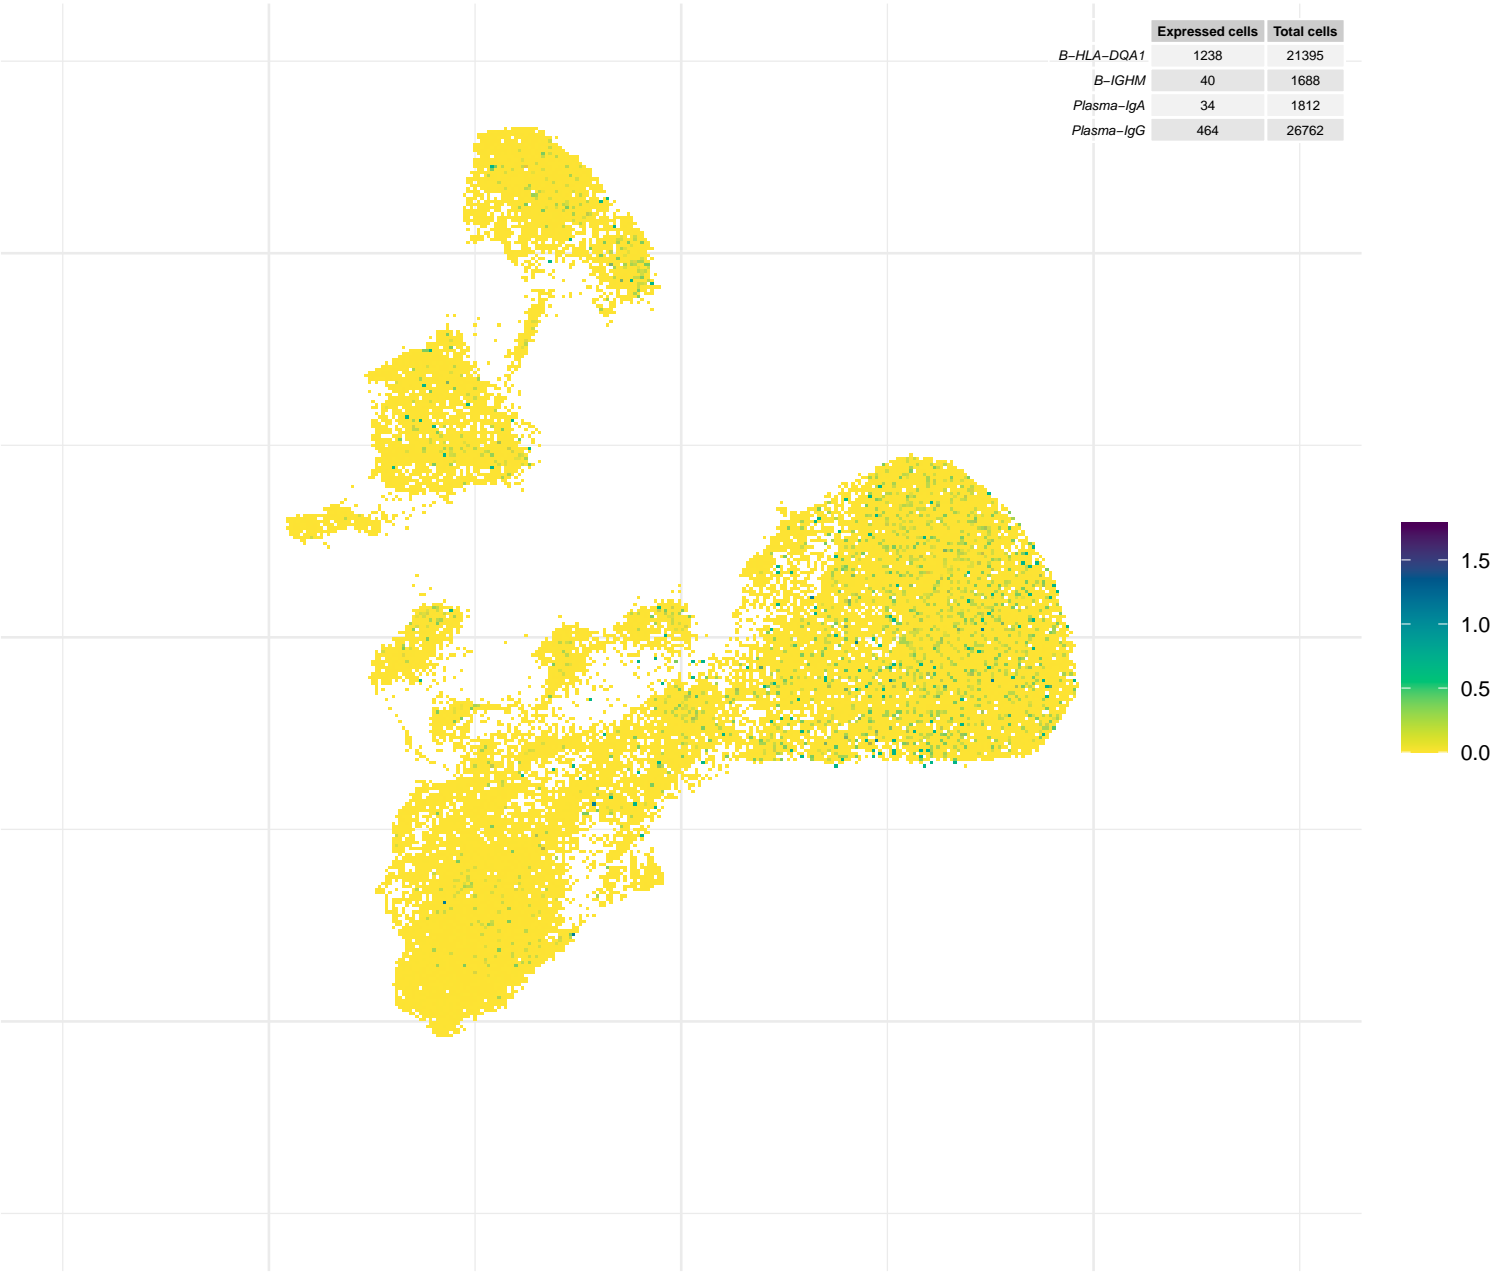 Expressed cells Total cells
B−HLA−DQA1 1238 21395
B−IGHM 40 1688
Plasma−IgA 34 1812
Plasma−IgG 464 26762
1.5
1.0
0.5
0.0